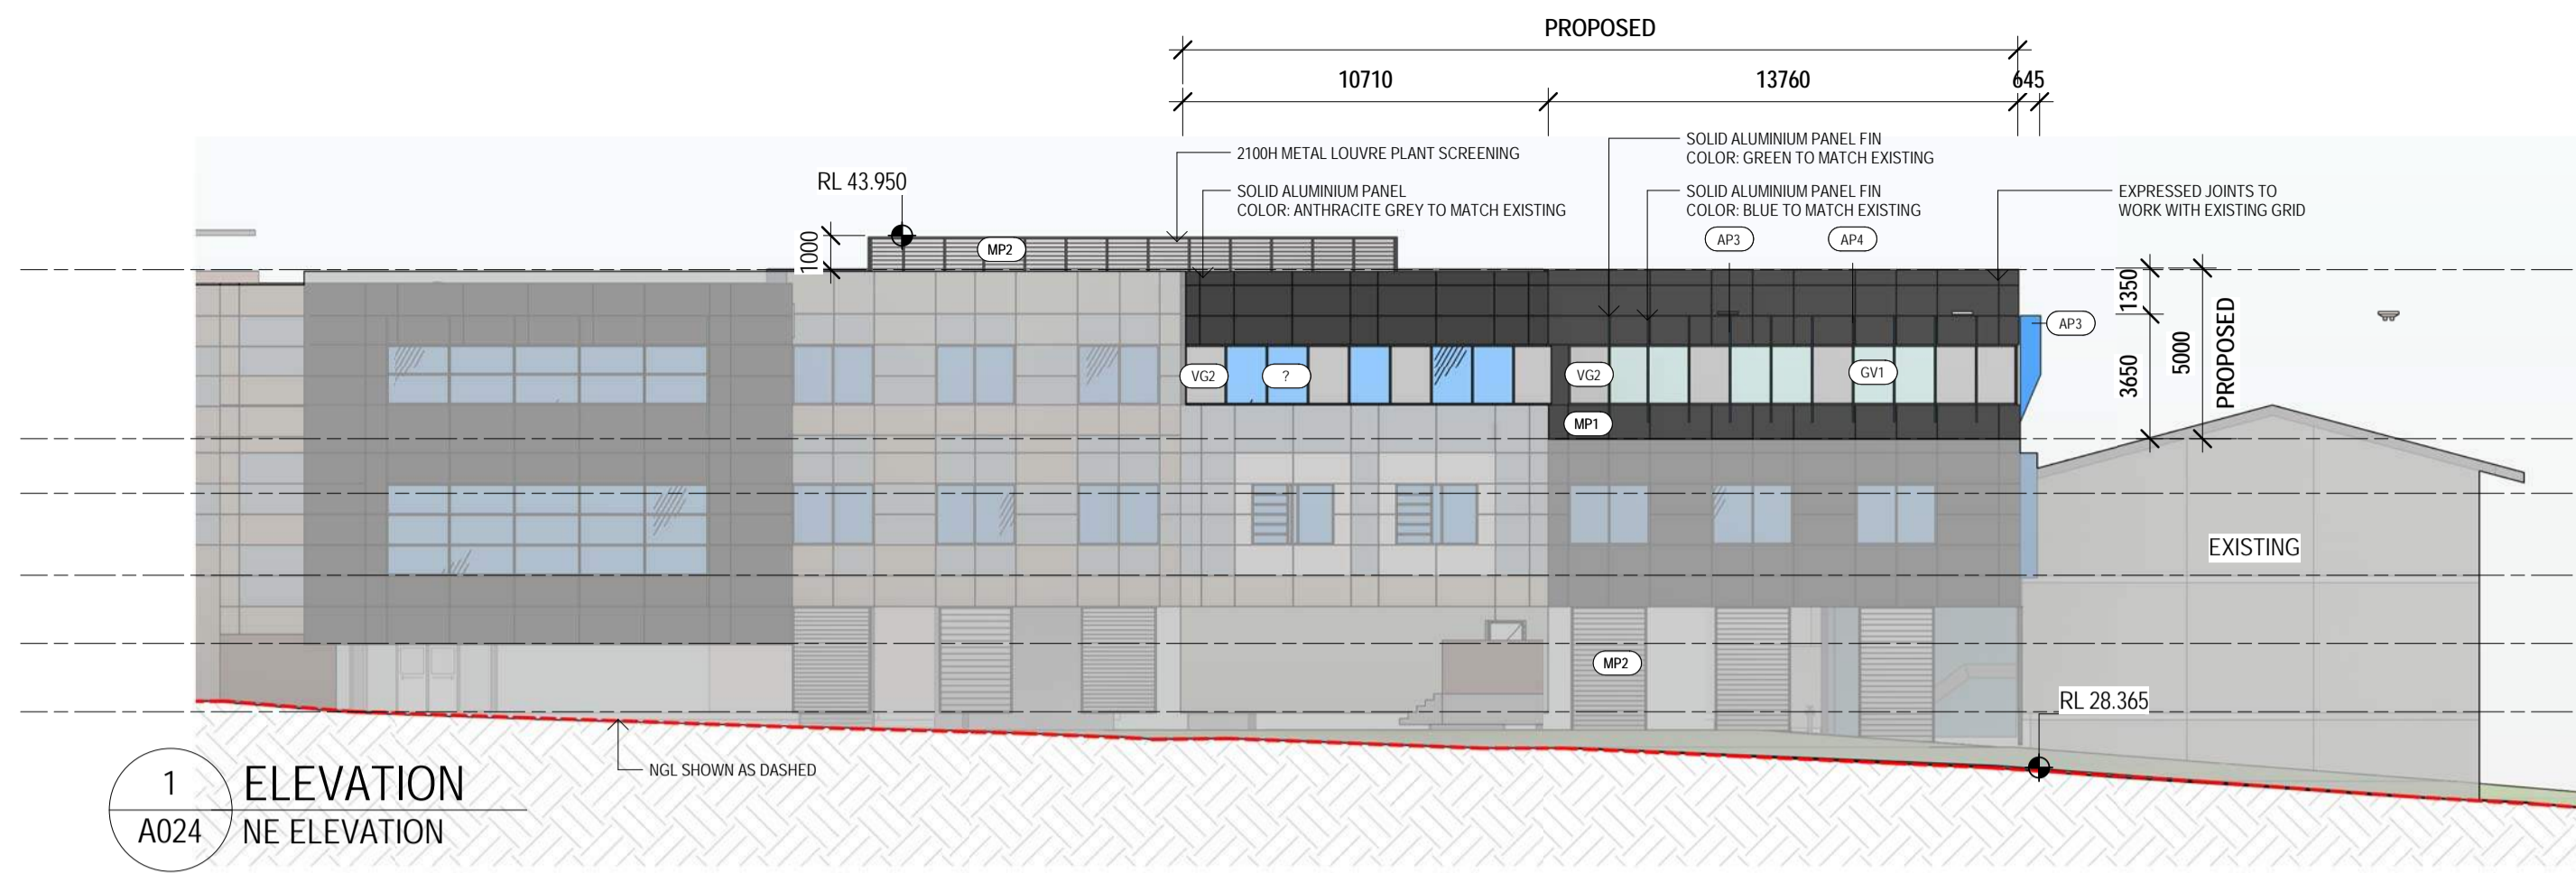 PROPOSED
10710
13760
645
SOLID ALUMINIUM PANEL FIN
COLOR: GREEN TO MATCH EXISTING
2100H METAL LOUVRE PLANT SCREENING
RL 43.950
SOLID ALUMINIUM PANEL
COLOR: ANTHRACITE GREY TO MATCH EXISTING
SOLID ALUMINIUM PANEL FIN
COLOR: BLUE TO MATCH EXISTING
EXPRESSED JOINTS TO
WORK WITH EXISTING GRID
1000
MP2
AP3
AP4
1350
3650
5000
PROPOSED
AP3
VG2
?
VG2
GV1
MP1
EXISTING
MP2
RL 28.365
NGL SHOWN AS DASHED
1
A024
ELEVATION
NE ELEVATION